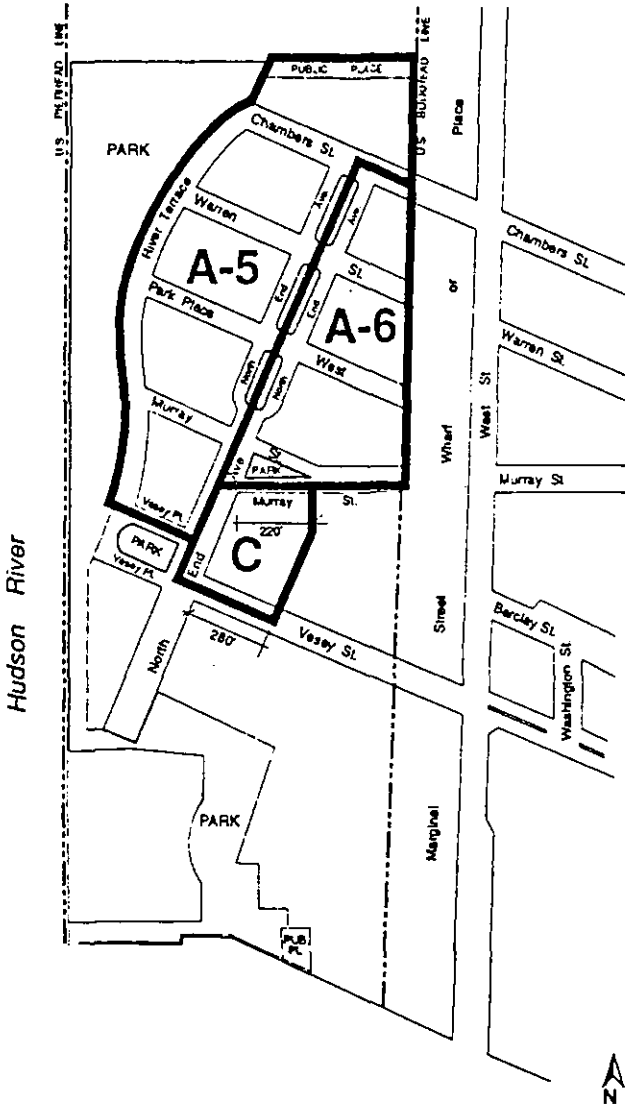 U.S PIERHEAD LINE
U.S BULKHEAD LINE
PUBLIC PLACE
PARK
Chambers St.
Place
River Terrace
Warren
Ave
Ave
Chambers St.
A-5
St.
End
End
of
Park Place
A-6
Warren St.
North
North
West
West St
Murray
Wharf
Ave
St
PARK
Murray St.
Murray St.
Vesey Pl.
220'
PARK
C
Vesey Pl.
End
Hudson River
Street
Barclay St.
280'
Vesey St.
Washington St.
North
Marginal
PARK
PUB
PL
N